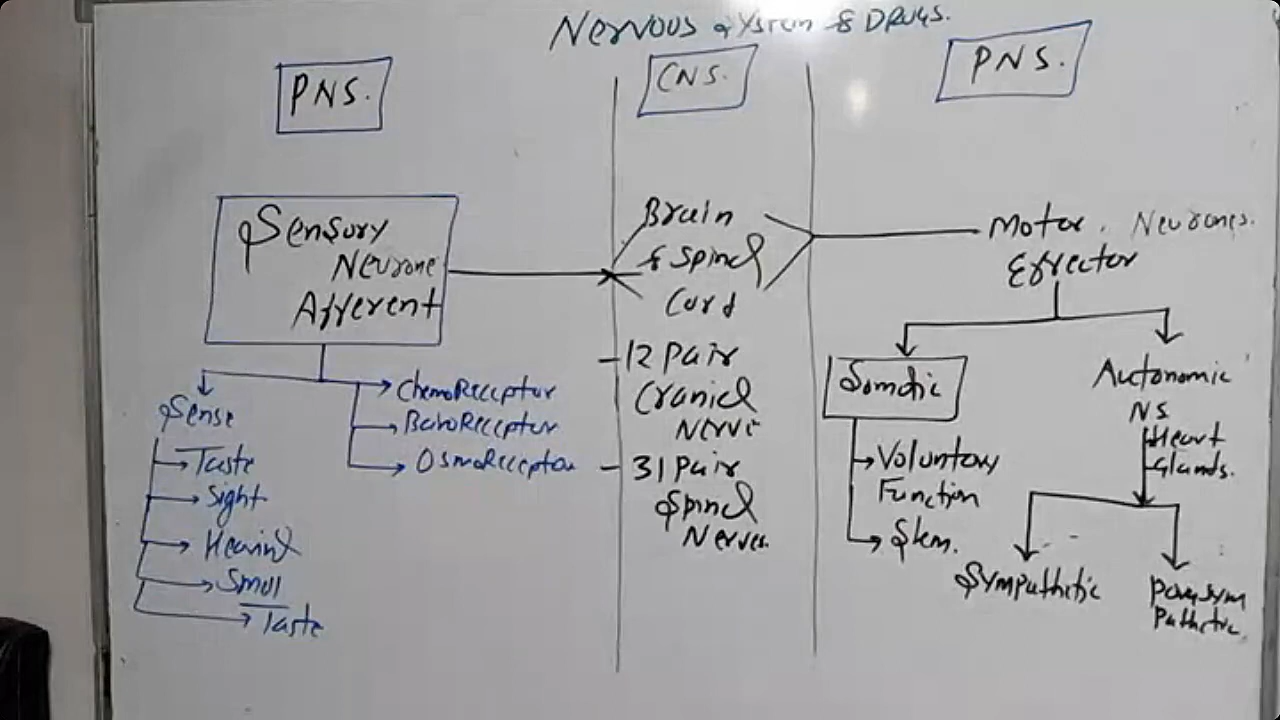 Nervous system & DRUGS.
PNS.
CNS.
PNS.
Sensory
Neurone
Afferent
Sense
Taste
Sight
Hearing
Smell
Taste
ChemoReceptor
BaroReceptor
OsmoReceptor
Brain
& Spinal
Cord
12 Pair
Cranial
Nerve
31 Pair
Spinal
Nerves.
Motor. Neurones.
Effector
Somatic
Voluntary
Function
Autonomic
NS
Heart
Glands.
Sympathetic
Parasym
Pathetic